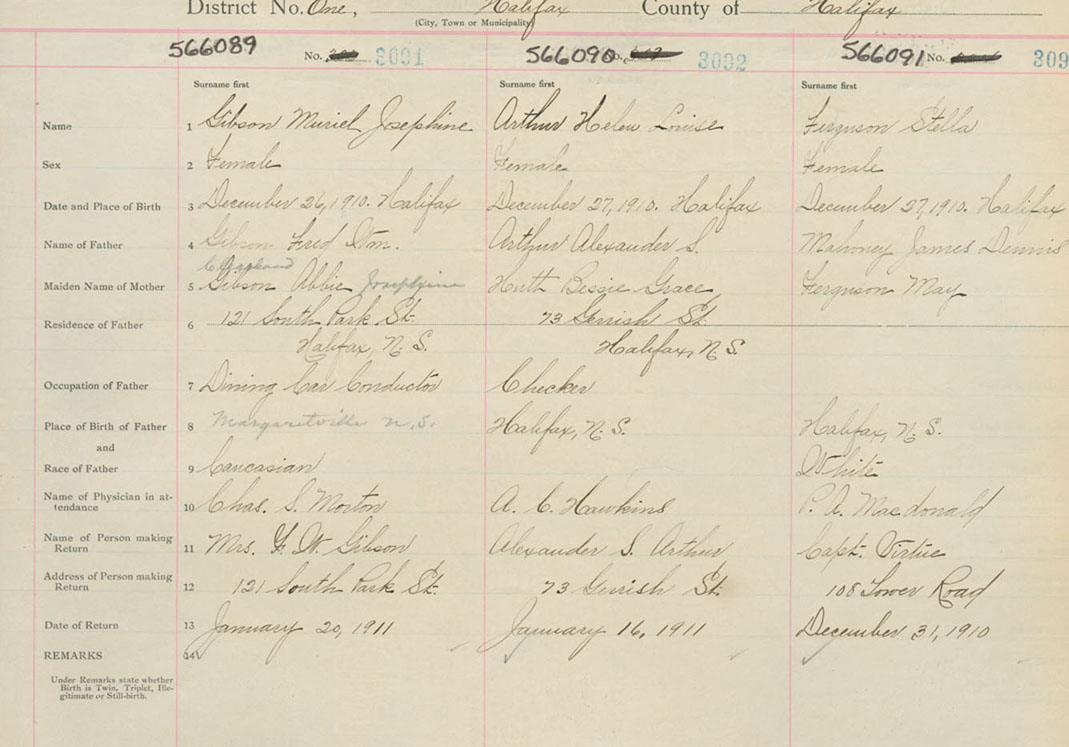 District No. One, Halifax County of Halifax
(City, Town or Municipality)
566089 No. 3091 566090 No. 3092 566091 No. 309
Surname first Surname first Surname first
Name 1 Gibson Muriel Josephine Arthur Helen Louise Ferguson Stella
Sex 2 Female Female Female
Date and Place of Birth 3 December 26, 1910. Halifax December 27, 1910. Halifax December 27, 1910. Halifax
Name of Father 4 Gibson Fred Wm. Arthur Alexander S. Mahoney James Dennis
Maiden Name of Mother 5 Gibson Abbie Josephine Huth Bessie Grace Ferguson May
Residence of Father 6 121 South Park St. 73 Gerrish St.
Halifax, N. S. Halifax, N. S.
Occupation of Father 7 Dining Car Conductor Checker
Place of Birth of Father 8 Margaretville N. S. Halifax, N. S. Halifax, N. S.
and
Race of Father 9 Caucasian White
Name of Physician in at-
tendance 10 Chas. S. Morton A. C. Hawkins P. A. Macdonald
Name of Person making
Return 11 Mrs. F. W. Gibson Alexander S. Arthur Capt. Virtue
Address of Person making
Return 12 121 South Park St. 73 Gerrish St. 108 Tower Road
Date of Return 13 January 20, 1911 January 16, 1911 December 31, 1910
REMARKS 14
Under Remarks state whether
Birth is Twin, Triplet, Ille-
gitimate or Still-birth.